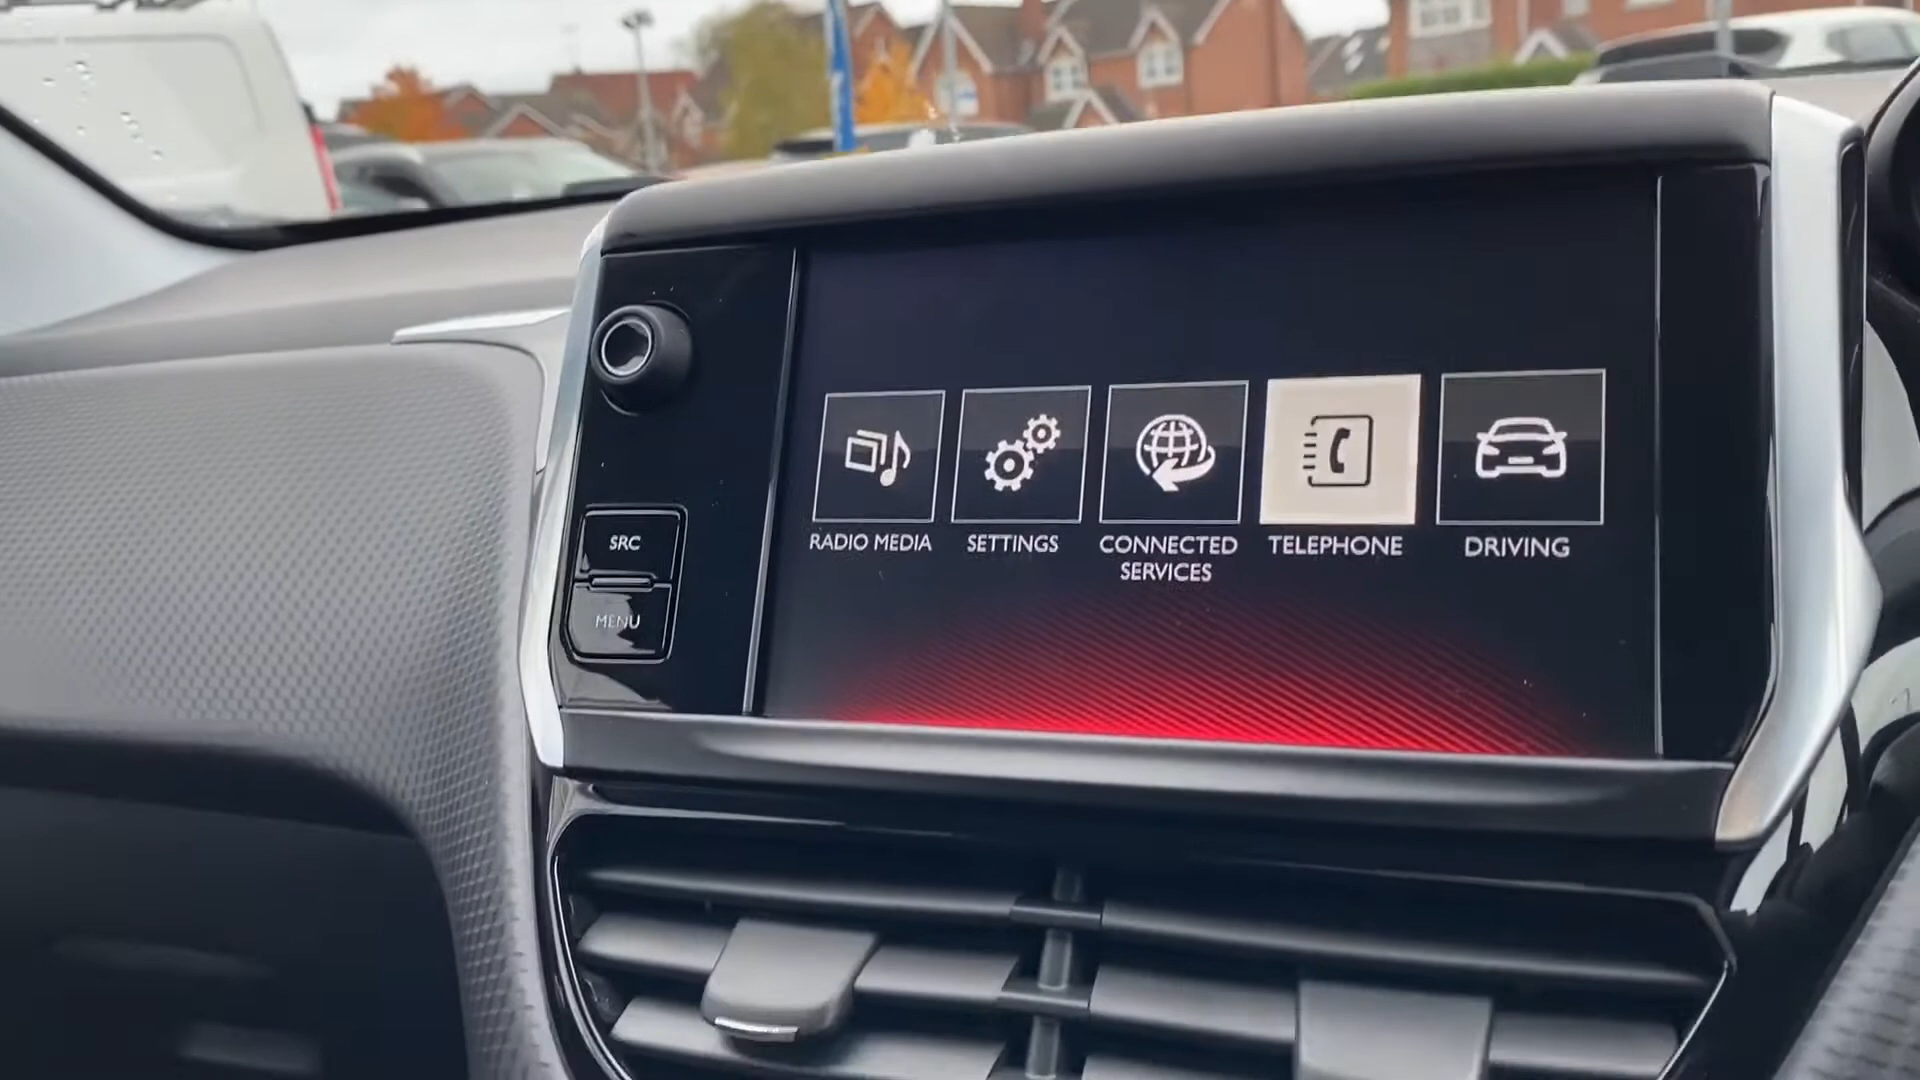 SRC
MENU
RADIO MEDIA
SETTINGS
CONNECTED
SERVICES
TELEPHONE
DRIVING